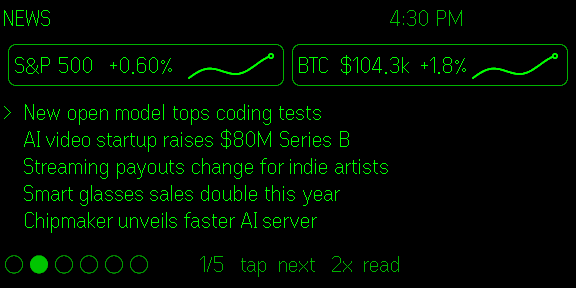 NEWS 4:30 PM
S&P 500 +0.60% BTC $104.3k +1.8%
> New open model tops coding tests
AI video startup raises $80M Series B
Streaming payouts change for indie artists
Smart glasses sales double this year
Chipmaker unveils faster AI server
1/5 tap next 2x read